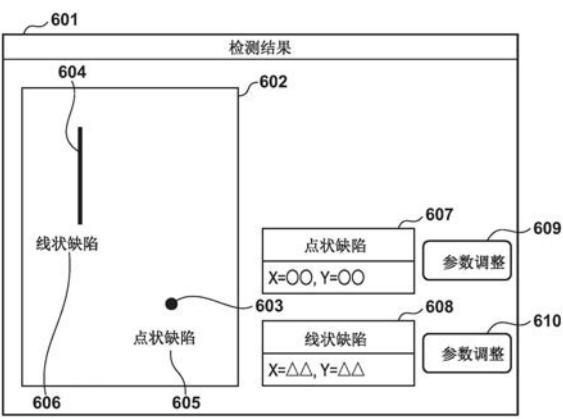 601
检测结果
604
602
线状缺陷
607
609
点状缺陷
参数调整
X=〇〇, Y=〇〇
603
608
610
点状缺陷
线状缺陷
参数调整
X=△△, Y=△△
606
605